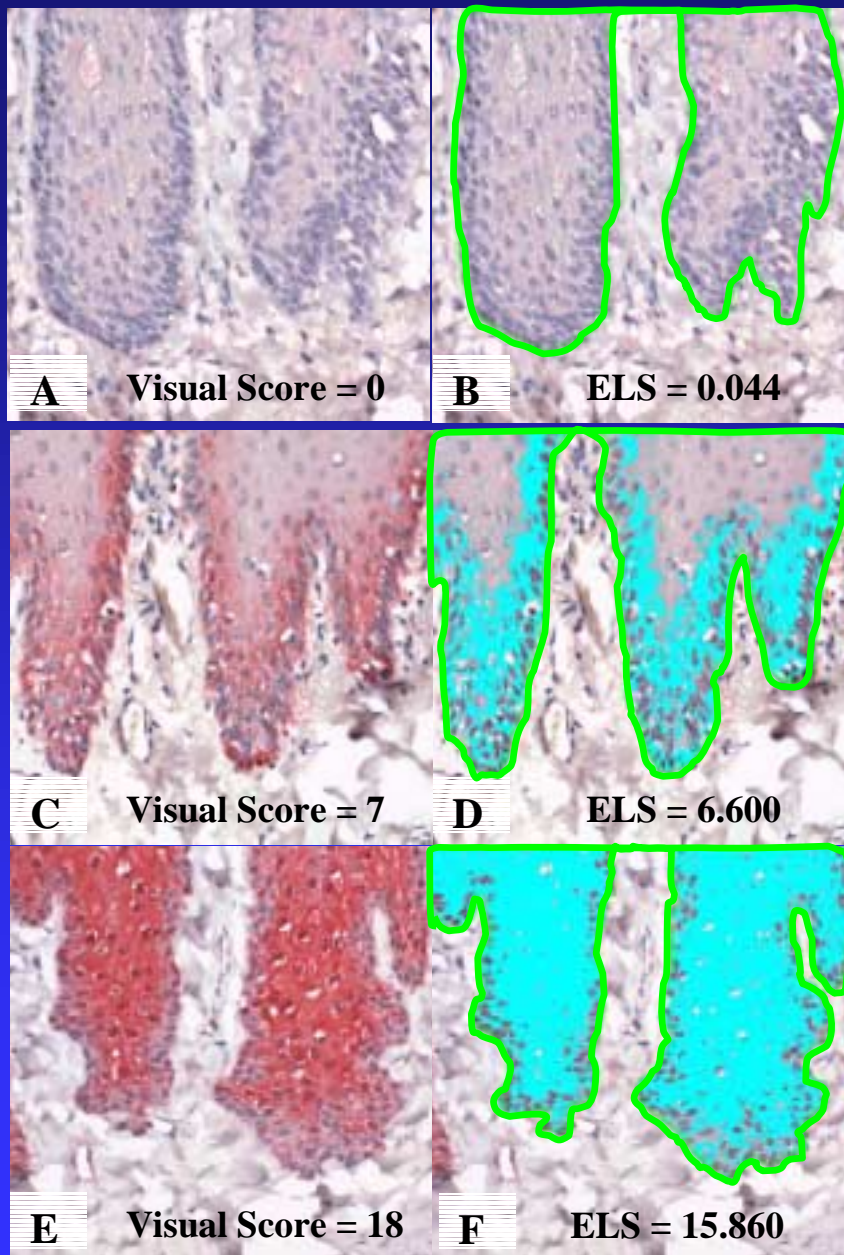 A Visual Score = 0
B ELS = 0.044
C Visual Score = 7
D ELS = 6.600
E Visual Score = 18
F ELS = 15.860